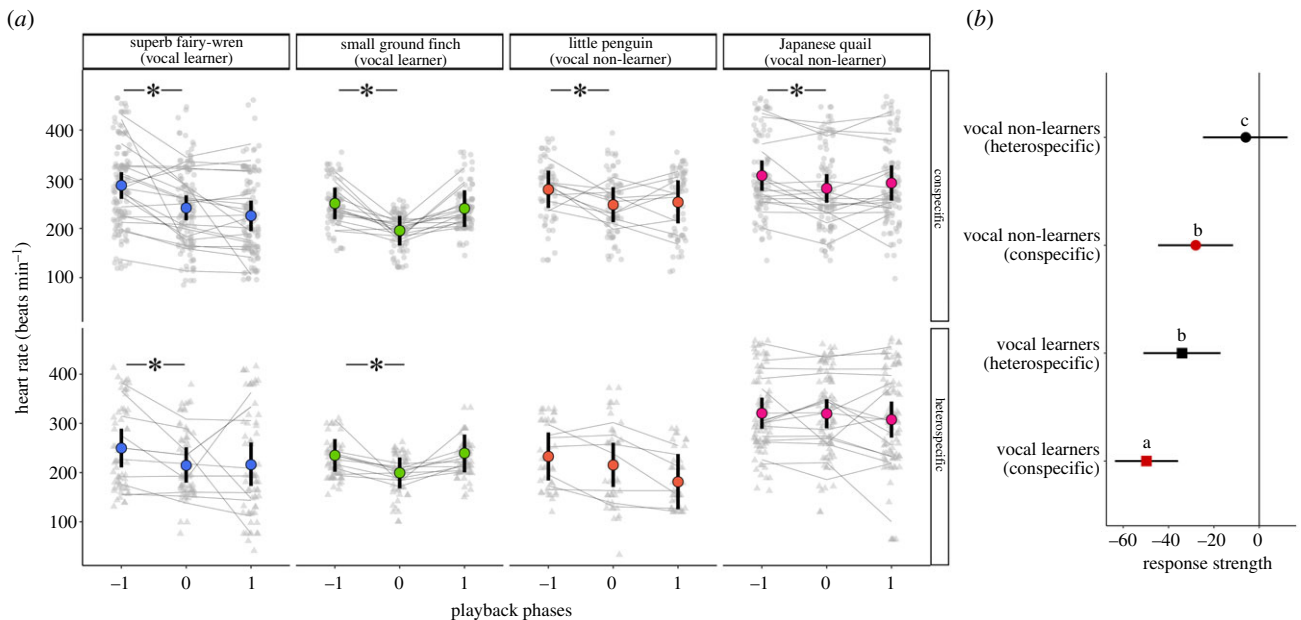 (a)
superb fairy-wren
(vocal learner)
small ground finch
(vocal learner)
little penguin
(vocal non-learner)
Japanese quail
(vocal non-learner)
heart rate (beats min⁻¹)
400
300
200
100
*
*
*
*
conspecific
400
300
200
100
*
*
heterospecific
–1
0
1
–1
0
1
–1
0
1
–1
0
1
playback phases
(b)
vocal non-learners
(heterospecific)
c
vocal non-learners
(conspecific)
b
vocal learners
(heterospecific)
b
vocal learners
(conspecific)
a
–60
–40
–20
0
response strength